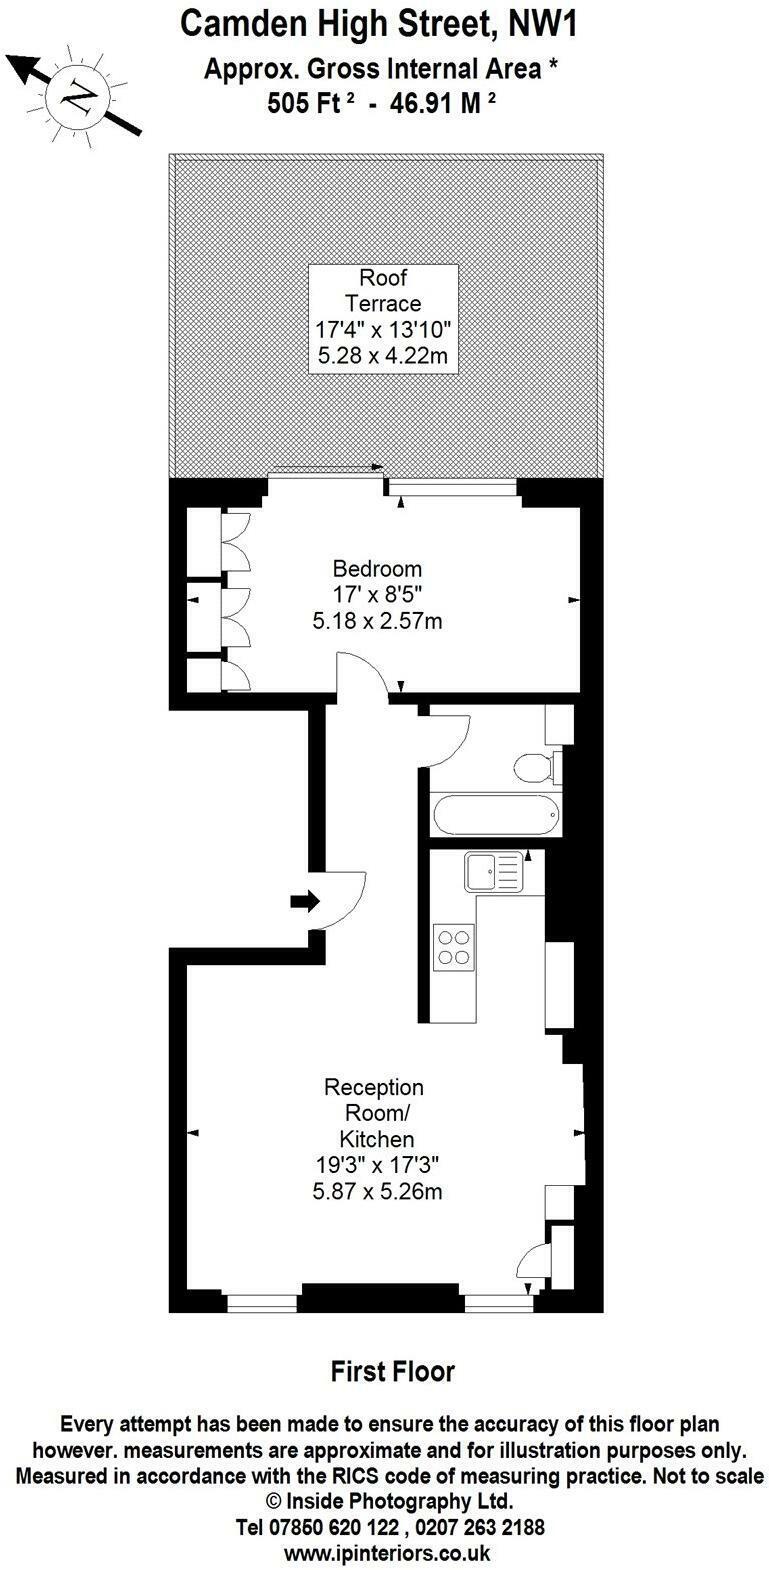 Camden High Street, NW1
Approx. Gross Internal Area *
505 Ft ² - 46.91 M ²
N
Roof
Terrace
17'4" x 13'10"
5.28 x 4.22m
Bedroom
17' x 8'5"
5.18 x 2.57m
Reception
Room/
Kitchen
19'3" x 17'3"
5.87 x 5.26m
First Floor
Every attempt has been made to ensure the accuracy of this floor plan
however. measurements are approximate and for illustration purposes only.
Measured in accordance with the RICS code of measuring practice. Not to scale
© Inside Photography Ltd.
Tel 07850 620 122 , 0207 263 2188
www.ipinteriors.co.uk